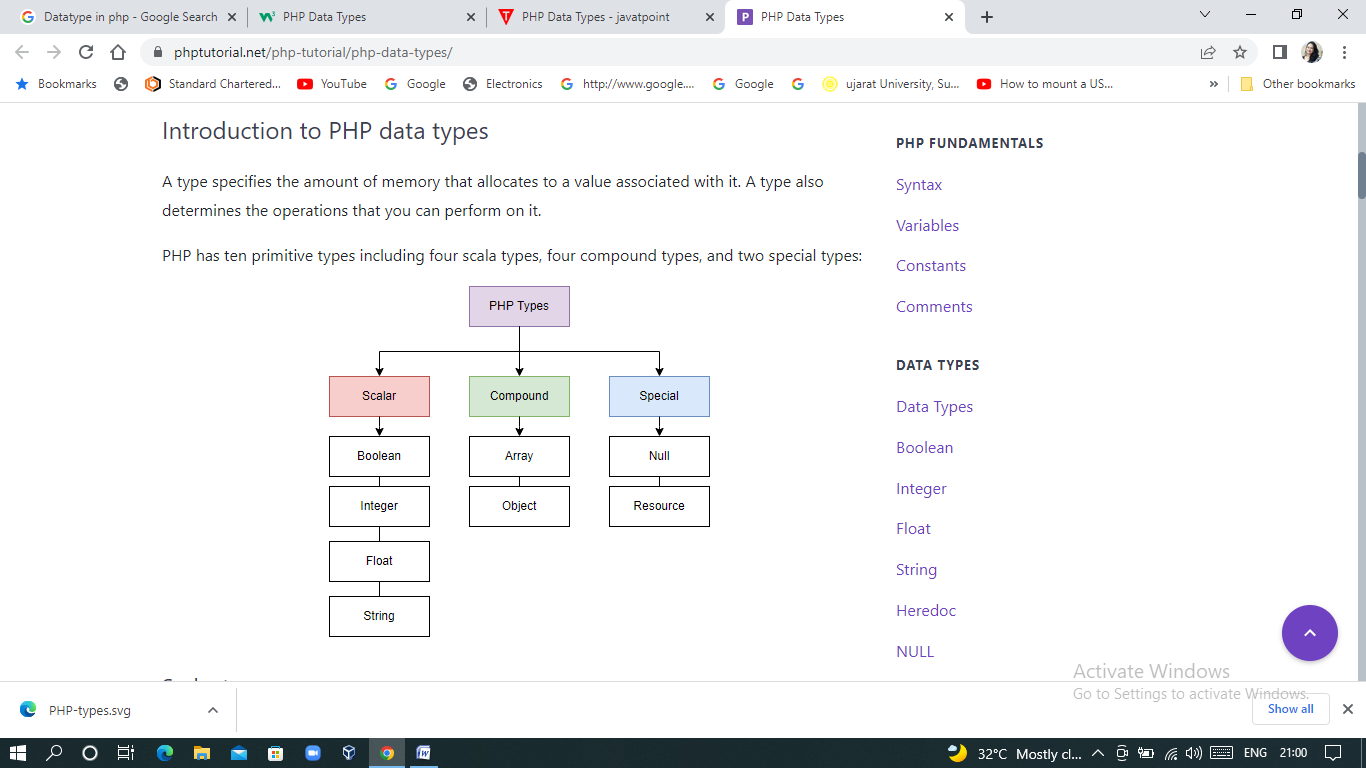 Datatype in php - Google Search
PHP Data Types
PHP Data Types - javatpoint
PHP Data Types
phptutorial.net/php-tutorial/php-data-types/
Bookmarks
Standard Chartered...
YouTube
Google
Electronics
http://www.google....
Google
ujarat University, Su...
How to mount a US...
»
Other bookmarks
Introduction to PHP data types
A type specifies the amount of memory that allocates to a value associated with it. A type also
determines the operations that you can perform on it.
PHP has ten primitive types including four scala types, four compound types, and two special types:
PHP Types
Scalar
Compound
Special
Boolean
Array
Null
Integer
Object
Resource
Float
String
PHP FUNDAMENTALS
Syntax
Variables
Constants
Comments
DATA TYPES
Data Types
Boolean
Integer
Float
String
Heredoc
NULL
Activate Windows
Go to Settings to activate Windows.
PHP-types.svg
Show all
32°C Mostly cl...
ENG
21:00